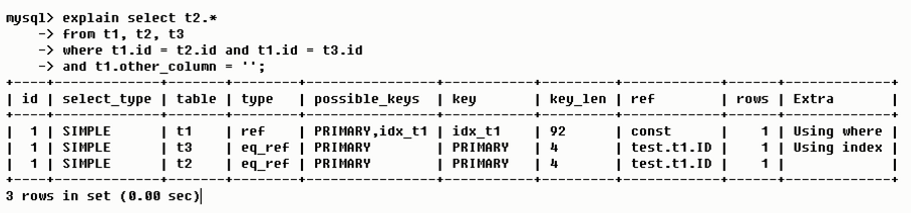 mysql> explain select t2.*
    -> from t1, t2, t3
    -> where t1.id = t2.id and t1.id = t3.id
    -> and t1.other_column = '';
+----+-------------+-------+--------+----------------+---------+---------+------------+------+-------------+
| id | select_type | table | type   | possible_keys  | key     | key_len | ref        | rows | Extra       |
+----+-------------+-------+--------+----------------+---------+---------+------------+------+-------------+
|  1 | SIMPLE      | t1    | ref    | PRIMARY,idx_t1 | idx_t1  | 92      | const      |    1 | Using where |
|  1 | SIMPLE      | t3    | eq_ref | PRIMARY        | PRIMARY | 4       | test.t1.ID |    1 | Using index |
|  1 | SIMPLE      | t2    | eq_ref | PRIMARY        | PRIMARY | 4       | test.t1.ID |    1 |             |
+----+-------------+-------+--------+----------------+---------+---------+------------+------+-------------+
3 rows in set (0.00 sec)